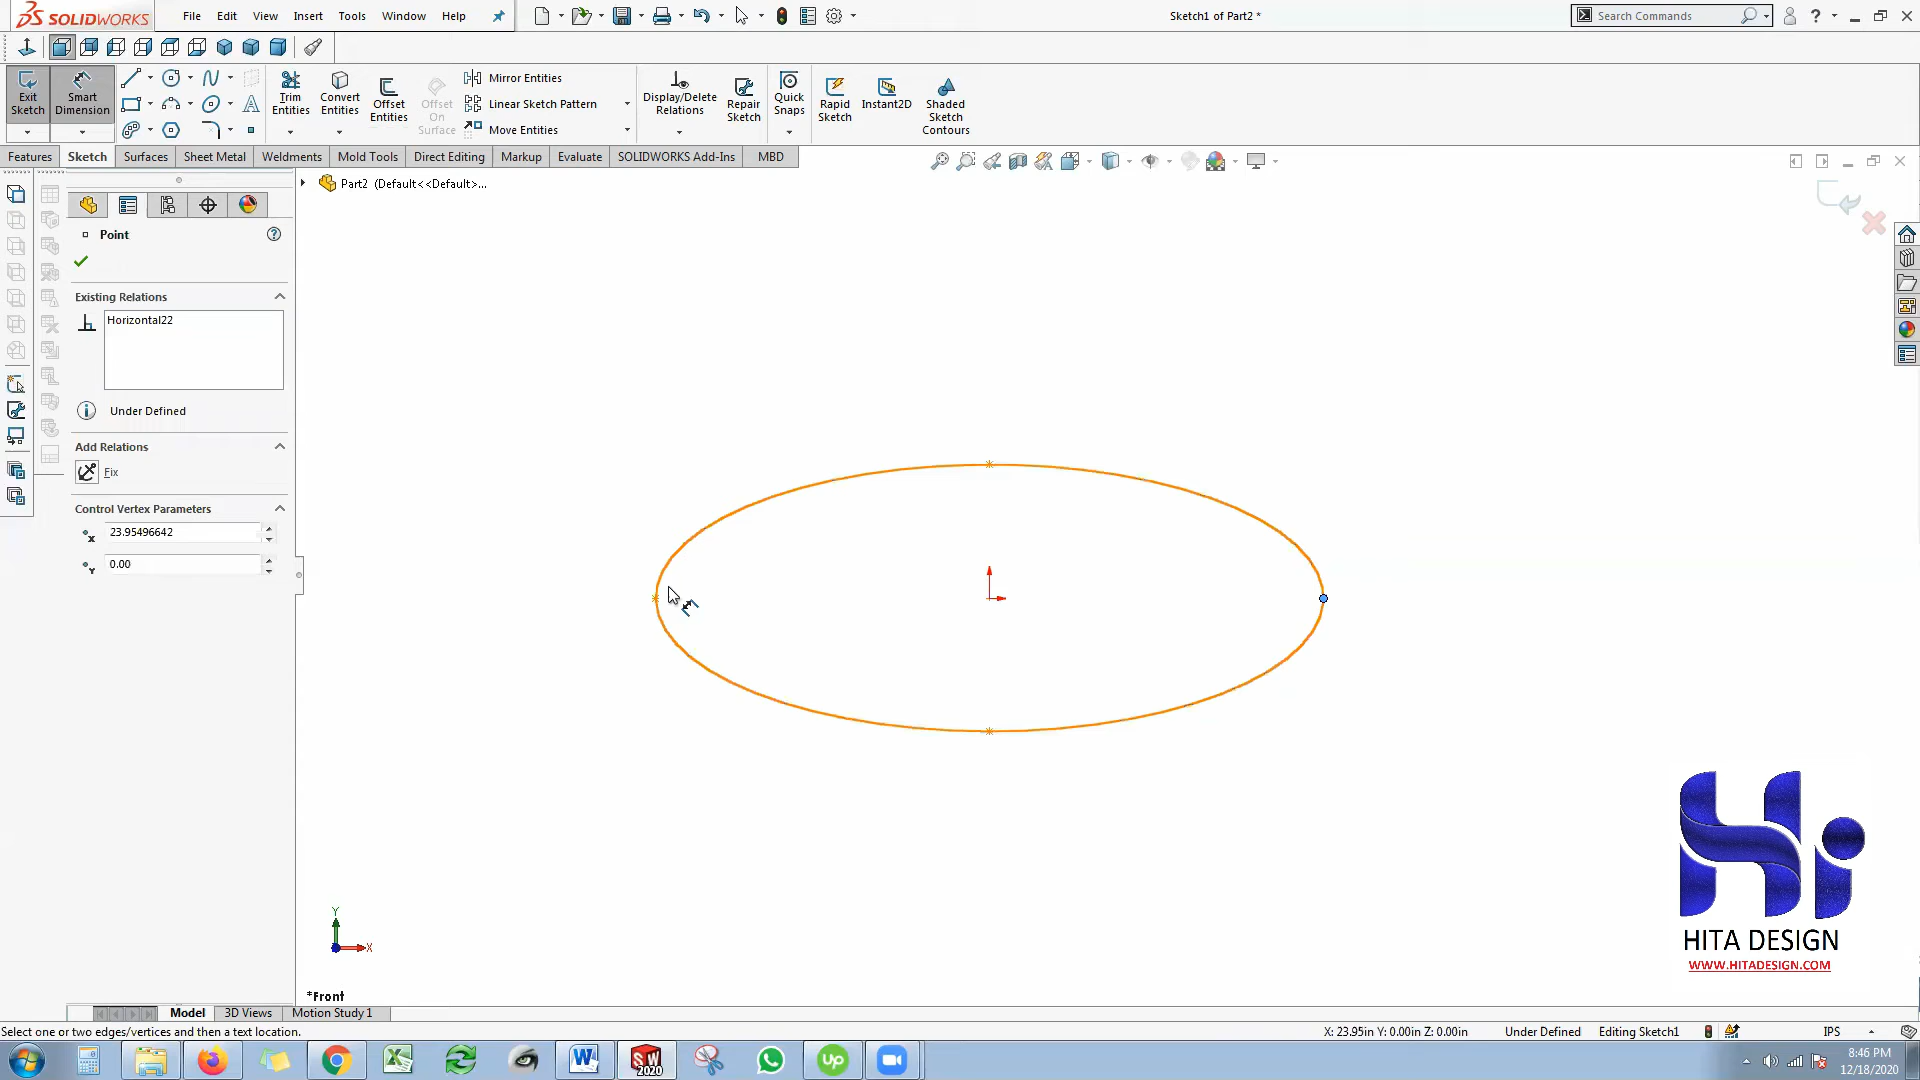 SOLIDWORKS
File Edit View Insert Tools Window Help
Sketch1 of Part2 *
Search Commands
Exit Sketch
Smart Dimension
Trim Entities
Convert Entities
Offset Entities
Offset On Surface
Mirror Entities
Linear Sketch Pattern
Move Entities
Display/Delete Relations
Repair Sketch
Quick Snaps
Rapid Sketch
Instant2D
Shaded Sketch Contours
Features Sketch Surfaces Sheet Metal Weldments Mold Tools Direct Editing Markup Evaluate SOLIDWORKS Add-Ins MBD
Part2 (Default<<Default>...
Point
Existing Relations
Horizontal22
Under Defined
Add Relations
Fix
Control Vertex Parameters
23.95496642
0.00
Y
X
*Front
HITA DESIGN
WWW.HITADESIGN.COM
Model 3D Views Motion Study 1
Select one or two edges/vertices and then a text location.
X: 23.95in Y: 0.00in Z: 0.00in Under Defined Editing Sketch1 IPS
8:46 PM
12/18/2020